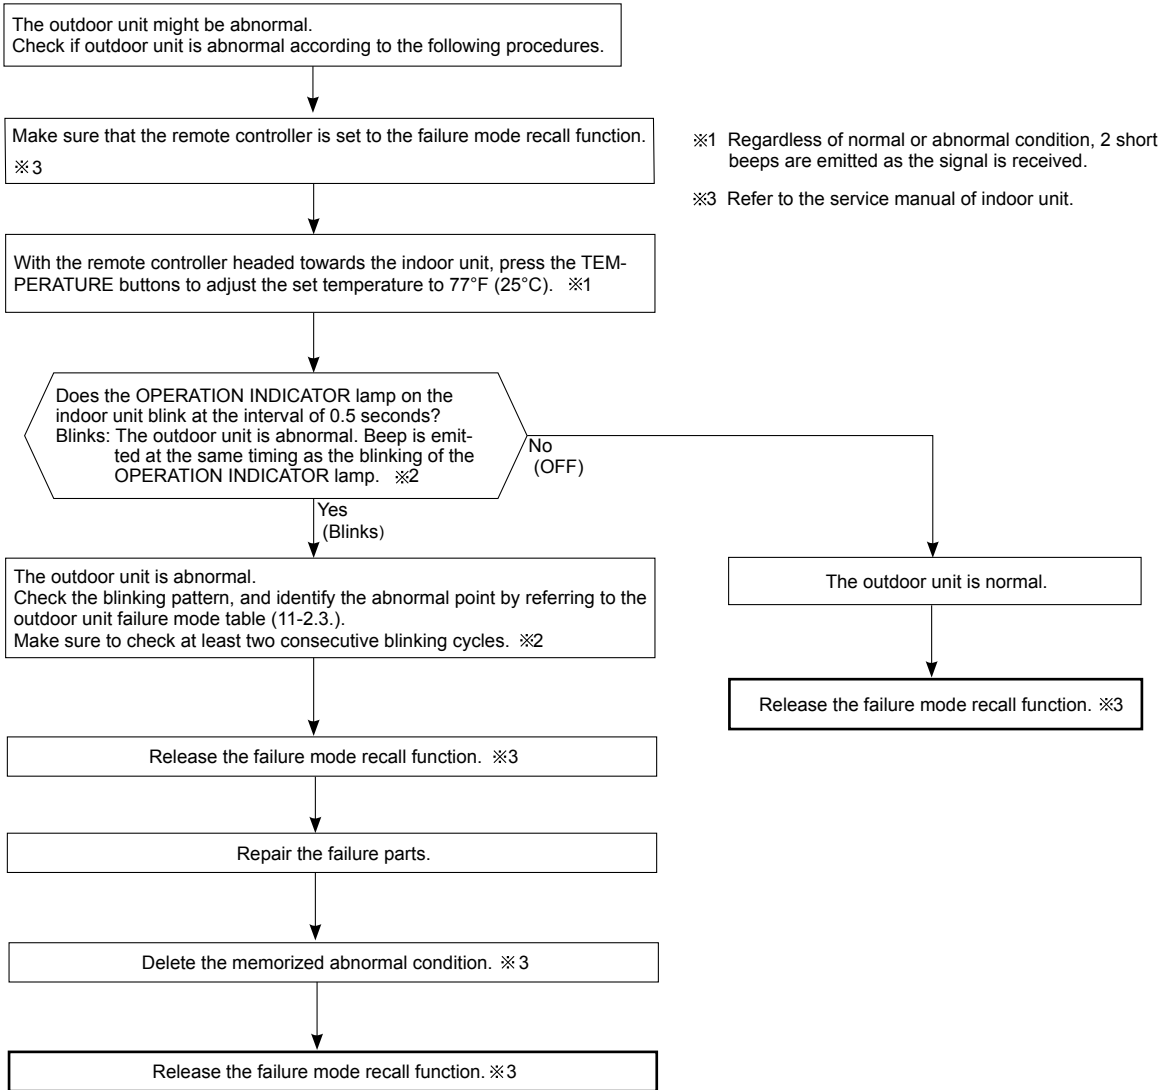 The outdoor unit might be abnormal.
Check if outdoor unit is abnormal according to the following procedures.
Make sure that the remote controller is set to the failure mode recall function.
※3
※1 Regardless of normal or abnormal condition, 2 short
beeps are emitted as the signal is received.
※3 Refer to the service manual of indoor unit.
With the remote controller headed towards the indoor unit, press the TEM-
PERATURE buttons to adjust the set temperature to 77°F (25°C). ※1
Does the OPERATION INDICATOR lamp on the
indoor unit blink at the interval of 0.5 seconds?
Blinks: The outdoor unit is abnormal. Beep is emit-
ted at the same timing as the blinking of the
OPERATION INDICATOR lamp. ※2
No
(OFF)
Yes
(Blinks)
The outdoor unit is abnormal.
Check the blinking pattern, and identify the abnormal point by referring to the
outdoor unit failure mode table (11-2.3.).
Make sure to check at least two consecutive blinking cycles. ※2
The outdoor unit is normal.
Release the failure mode recall function. ※3
Release the failure mode recall function. ※3
Repair the failure parts.
Delete the memorized abnormal condition. ※3
Release the failure mode recall function. ※3